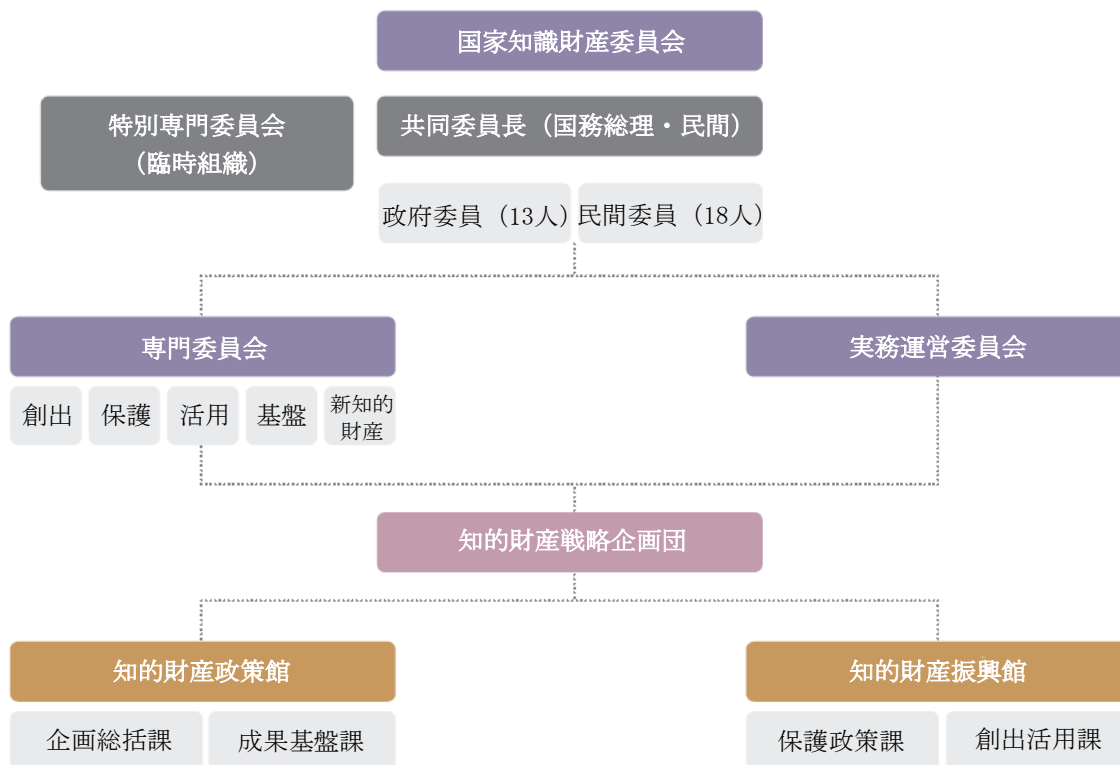 国家知識財産委員会
特別専門委員会
(臨時組織)
共同委員長（国務総理・民間）
政府委員（13人）
民間委員（18人）
専門委員会
実務運営委員会
創出
保護
活用
基盤
新知的
財産
知的財産戦略企画団
知的財産政策館
知的財産振興館
企画総括課
成果基盤課
保護政策課
創出活用課